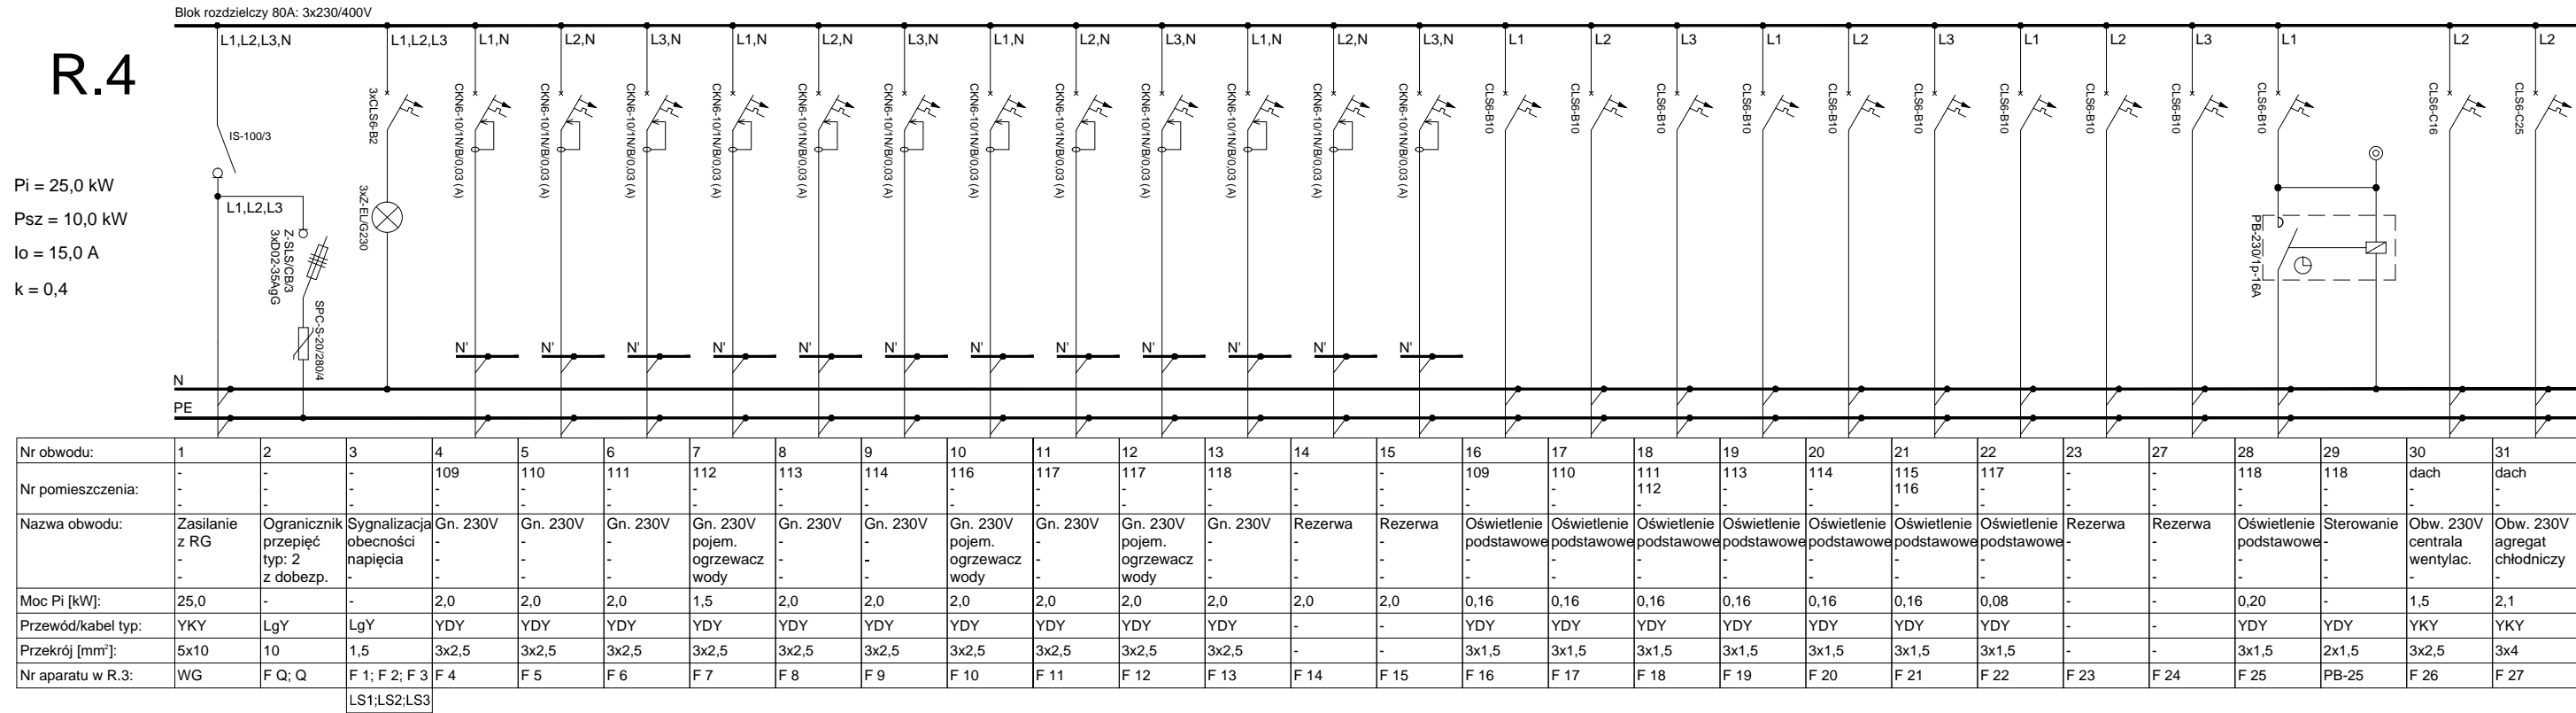 Blok rozdzielczy 80A: 3x230/400V
R.4
L1,L2,L3,N
L1,L2,L3
L1,N
L2,N
L3,N
L1,N
L2,N
L3,N
L1,N
L2,N
L3,N
L1,N
L2,N
L3,N
L1
L2
L3
L1
L2
L3
L1
L2
L3
L1
L2
L2
IS-100/3
3xCLS6-B2
CKN6-10/1N/B/0,03 (A)
CKN6-10/1N/B/0,03 (A)
CKN6-10/1N/B/0,03 (A)
CKN6-10/1N/B/0,03 (A)
CKN6-10/1N/B/0,03 (A)
CKN6-10/1N/B/0,03 (A)
CKN6-10/1N/B/0,03 (A)
CKN6-10/1N/B/0,03 (A)
CKN6-10/1N/B/0,03 (A)
CKN6-10/1N/B/0,03 (A)
CKN6-10/1N/B/0,03 (A)
CKN6-10/1N/B/0,03 (A)
CLS6-B10
CLS6-B10
CLS6-B10
CLS6-B10
CLS6-B10
CLS6-B10
CLS6-B10
CLS6-B10
CLS6-B10
CLS6-B10
CLS6-C16
CLS6-C25
Pi = 25,0 kW
Psz = 10,0 kW
Io = 15,0 A
k = 0,4
L1,L2,L3
Z-SLS/CB/3
3xD02-35AgG
SPC-S-20/280/4
3xZ-EL/G230
PB-230/1p-16A
N' N' N' N' N' N' N' N' N' N' N' N'
N
PE
Nr obwodu: 1 2 3 4 5 6 7 8 9 10 11 12 13 14 15 16 17 18 19 20 21 22 23 27 28 29 30 31
- - - 109 110 111 112 113 114 116 117 117 118 - - 109 110 111 113 114 115 117 - - 118 118 dach dach
Nr pomieszczenia: - - - - - - - - - - - - - - - - - 112 - - 116 - - - - - - -
- - - - - - - - - - - - - - - - - - - - - - - - - - - -
Nazwa obwodu: Zasilanie Ogranicznik Sygnalizacja Gn. 230V Gn. 230V Gn. 230V Gn. 230V Gn. 230V Gn. 230V Gn. 230V Gn. 230V Gn. 230V Gn. 230V Rezerwa Rezerwa Oświetlenie Oświetlenie Oświetlenie Oświetlenie Oświetlenie Oświetlenie Oświetlenie Rezerwa Rezerwa Oświetlenie Sterowanie Obw. 230V Obw. 230V
z RG przepięć obecności - - - pojem. - - pojem. - pojem. - - - podstawowe podstawowe podstawowe podstawowe podstawowe podstawowe podstawowe - - podstawowe - centrala agregat
- typ: 2 napięcia - - - ogrzewacz - - ogrzewacz - ogrzewacz - - - - - - - - - - - - - - wentylac. chłodniczy
- z dobezp. - - - - wody - - wody - wody - - - - - - - - - - - - - - - -
Moc Pi [kW]: 25,0 - - 2,0 2,0 2,0 1,5 2,0 2,0 2,0 2,0 2,0 2,0 2,0 2,0 0,16 0,16 0,16 0,16 0,16 0,16 0,08 - - 0,20 - 1,5 2,1
Przewód/kabel typ: YKY LgY LgY YDY YDY YDY YDY YDY YDY YDY YDY YDY YDY - - YDY YDY YDY YDY YDY YDY YDY - - YDY YDY YKY YKY
Przekrój [mm²]: 5x10 10 1,5 3x2,5 3x2,5 3x2,5 3x2,5 3x2,5 3x2,5 3x2,5 3x2,5 3x2,5 3x2,5 - - 3x1,5 3x1,5 3x1,5 3x1,5 3x1,5 3x1,5 3x1,5 - - 3x1,5 2x1,5 3x2,5 3x4
Nr aparatu w R.3: WG F Q; Q F 1; F 2; F 3 F 4 F 5 F 6 F 7 F 8 F 9 F 10 F 11 F 12 F 13 F 14 F 15 F 16 F 17 F 18 F 19 F 20 F 21 F 22 F 23 F 24 F 25 PB-25 F 26 F 27
LS1;LS2;LS3